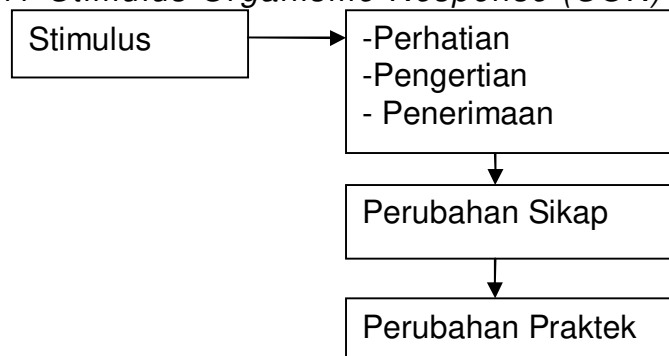 Stimulus Organisme Response (SOR)
Stimulus
-Perhatian
-Pengertian
- Penerimaan
Perubahan Sikap
Perubahan Praktek